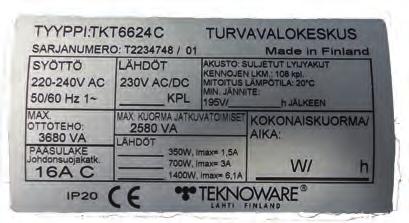 TYYPPI:TKT6624C TURVAVALOKESKUS
SARJANUMERO: T2234748 / 01 Made in Finland
SYÖTTÖ
220-240V AC
50/60 Hz 1~
LÄHDÖT
230V AC/DC
KPL
AKUSTO: SULJETUT LYIJYAKUT
KENNOJEN LKM.: 108 kpl.
MITOITUS LÄMPÖTILA: 20°C
MIN. JÄNNITE:
195V/ h JÄLKEEN
MAX.
OTTOTEHO:
3680 VA
MAX. KUORMA JATKUVATOIMISET
2580 VA
KOKONAISKUORMA/
AIKA:
W/ h
PÄÄSULAKE
Johdonsuojakatk.
16A C
LÄHDÖT
350W, Imax= 1,5A
700W, Imax= 3A
1400W, Imax= 6,1A
IP20 CE TEKNOWARE®
LAHTI FINLAND